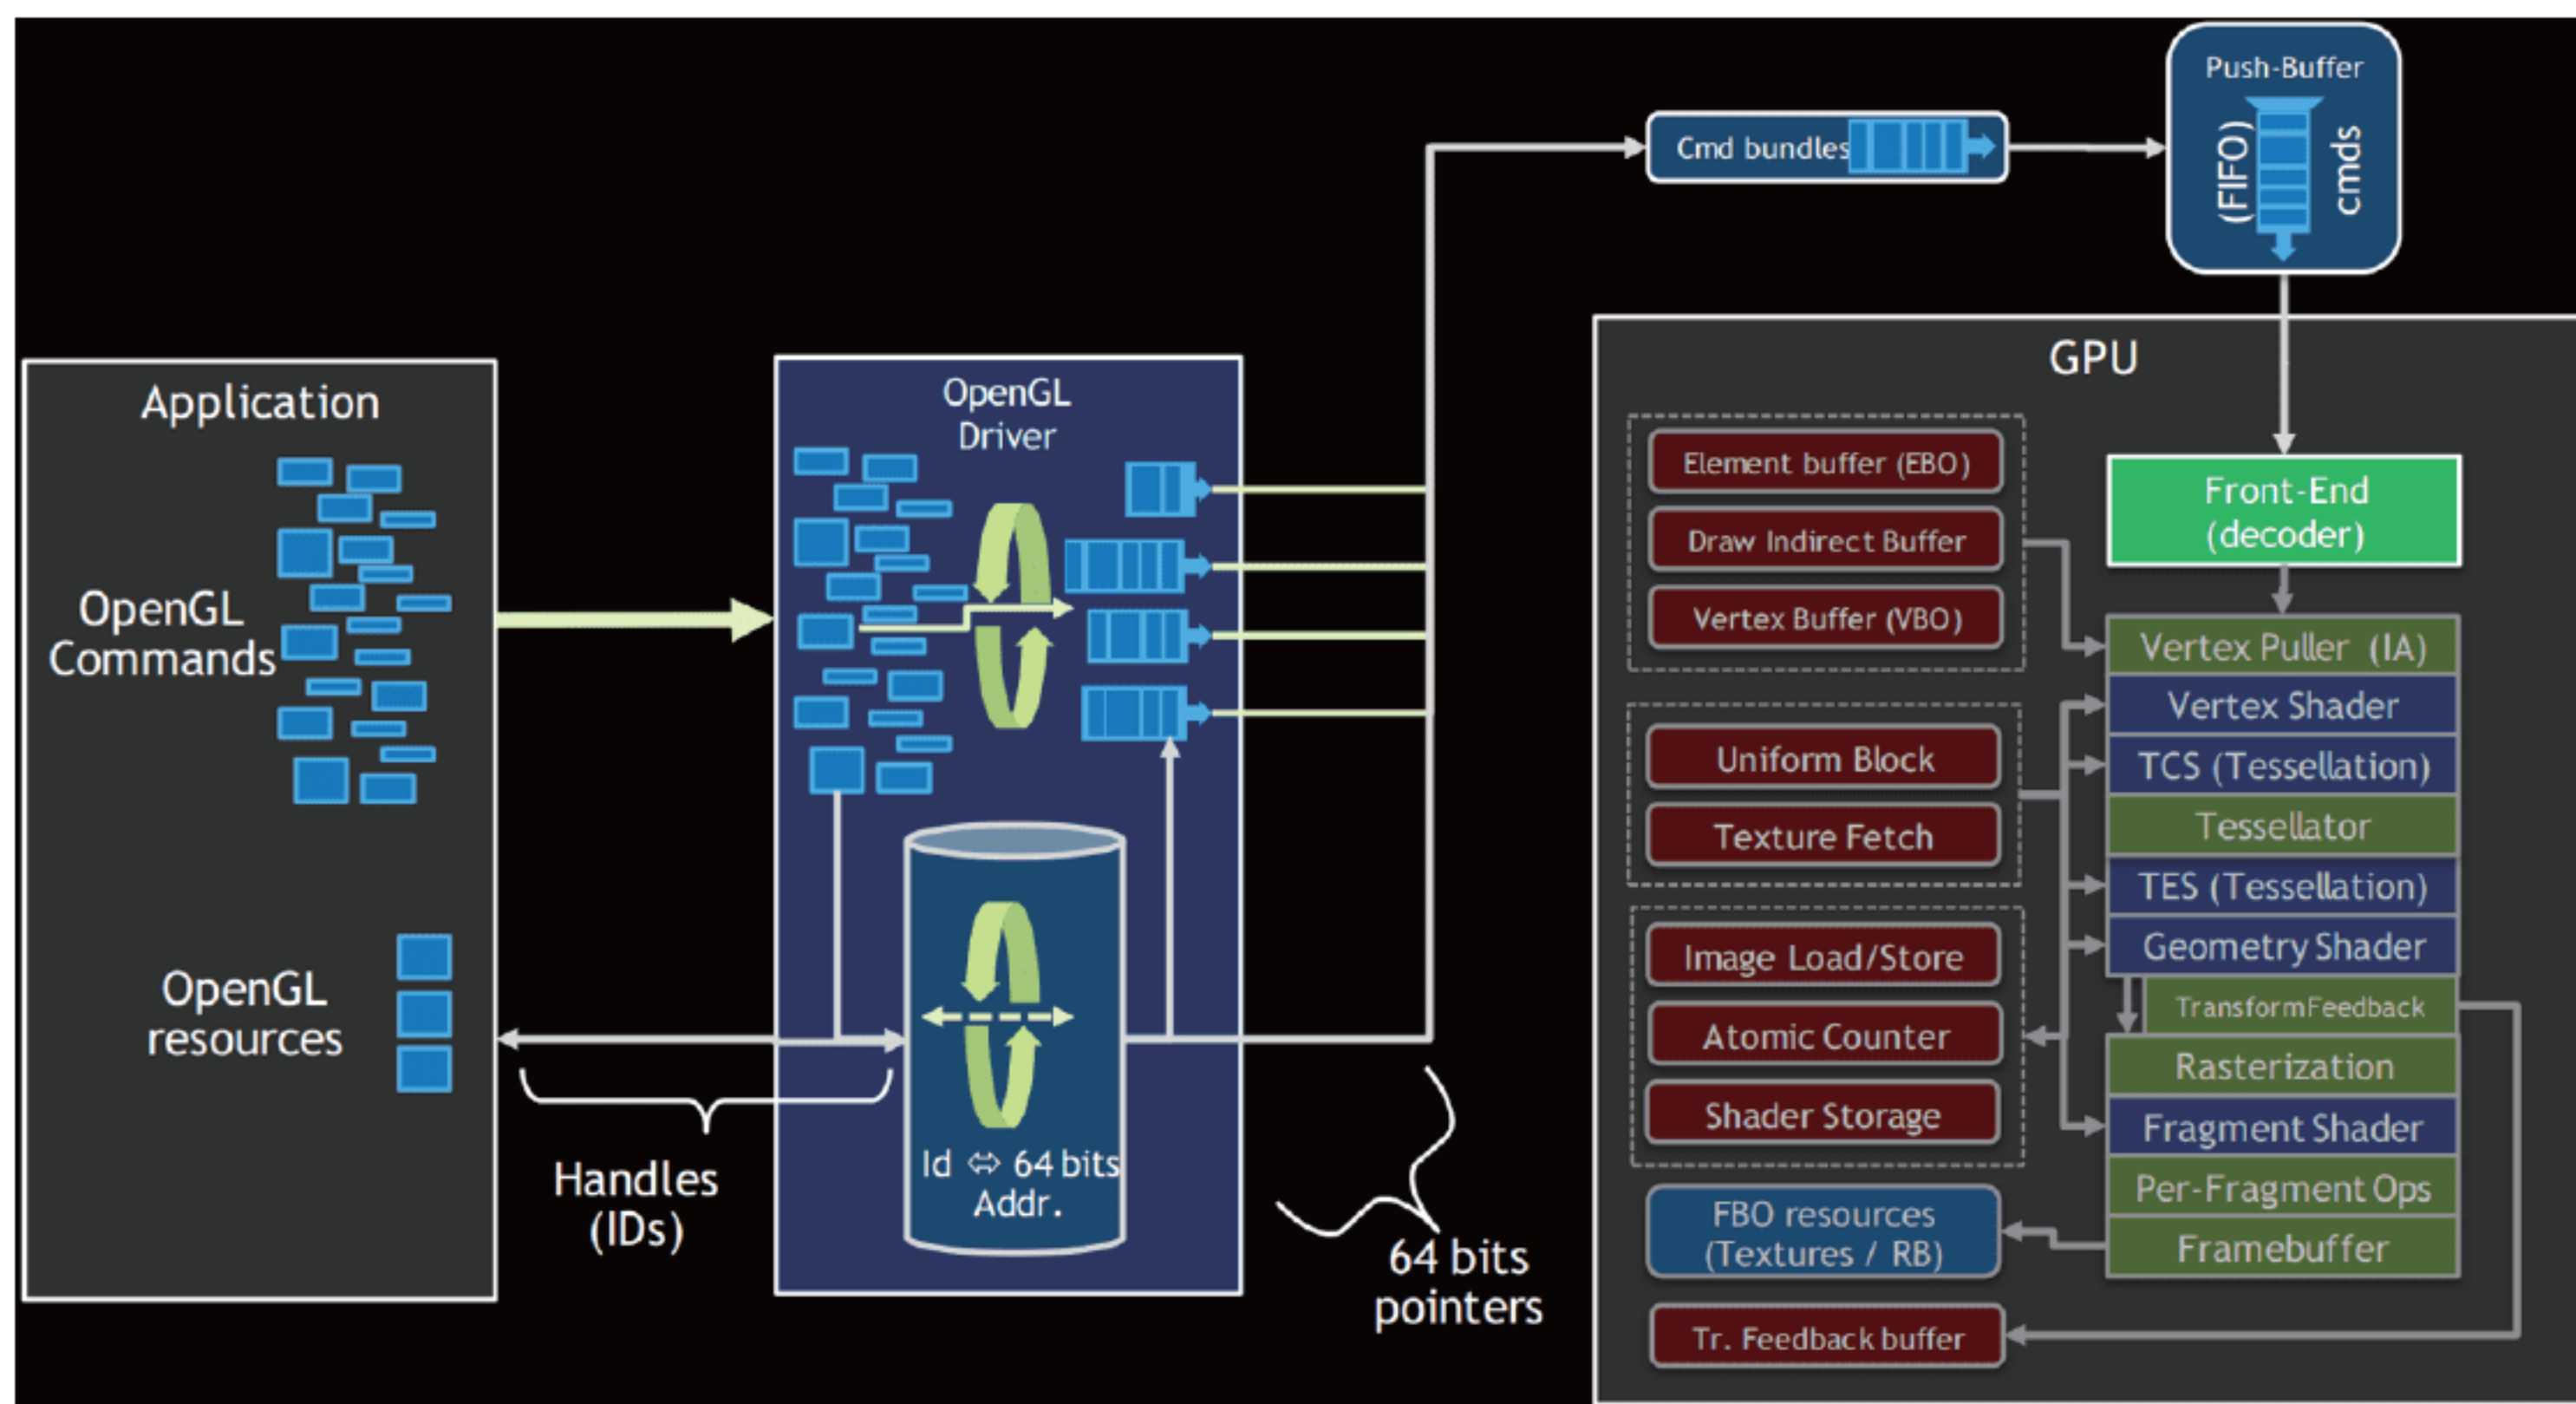 Application
OpenGL
Commands
OpenGL
resources
Handles
(IDs)
OpenGL
Driver
Id ⇔ 64 bits
Addr.
64 bits
pointers
Cmd bundles
Push-Buffer
(FIFO)
cmds
GPU
Element buffer (EBO)
Draw Indirect Buffer
Vertex Buffer (VBO)
Uniform Block
Texture Fetch
Image Load/Store
Atomic Counter
Shader Storage
FBO resources
(Textures / RB)
Tr. Feedback buffer
Front-End
(decoder)
Vertex Puller (IA)
Vertex Shader
TCS (Tessellation)
Tessellator
TES (Tessellation)
Geometry Shader
TransformFeedback
Rasterization
Fragment Shader
Per-Fragment Ops
Framebuffer